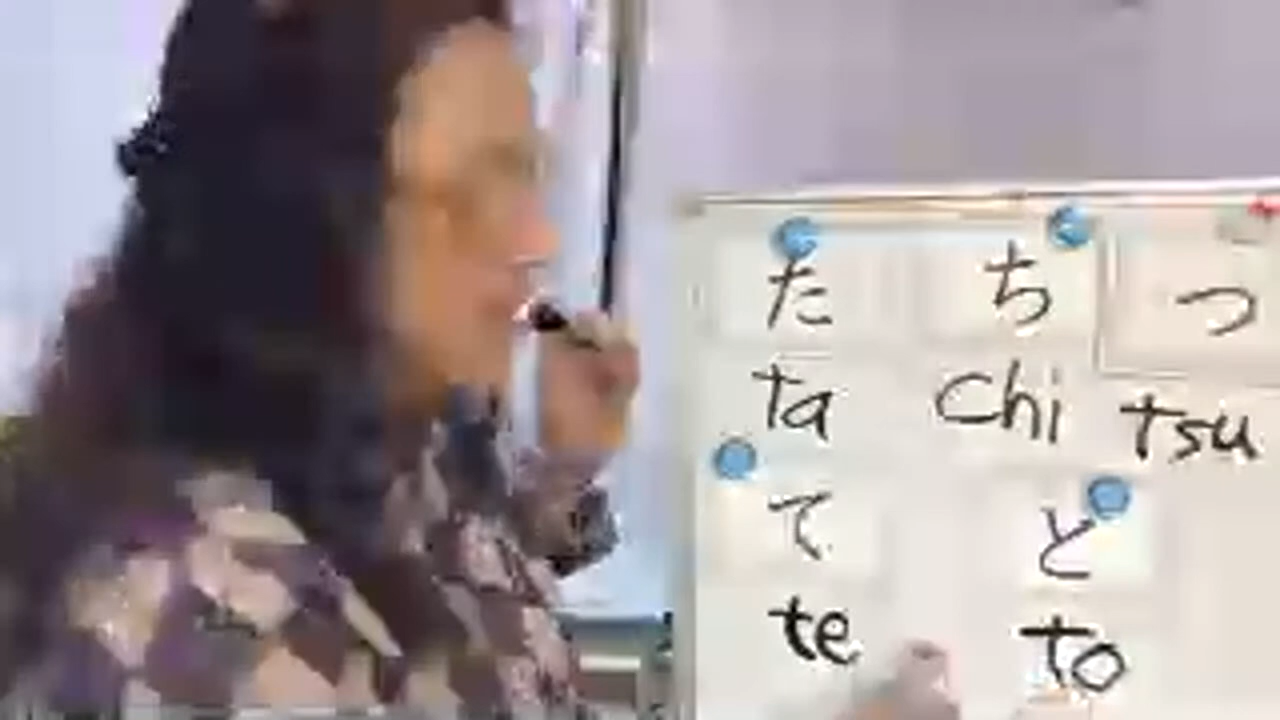 た ち つ
ta chi tsu
て と
te to